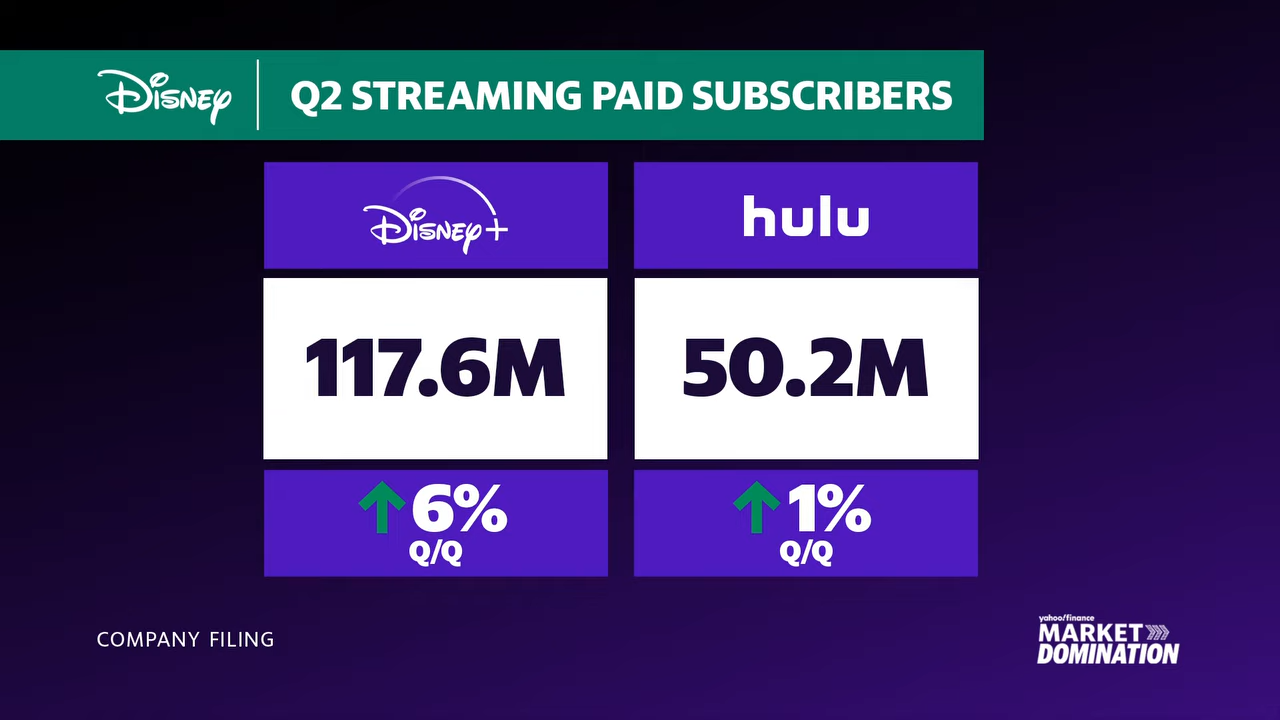 Disney
Q2 STREAMING PAID SUBSCRIBERS
Disney+
hulu
117.6M
50.2M
6%
Q/Q
1%
Q/Q
COMPANY FILING
yahoo/finance
MARKET
DOMINATION